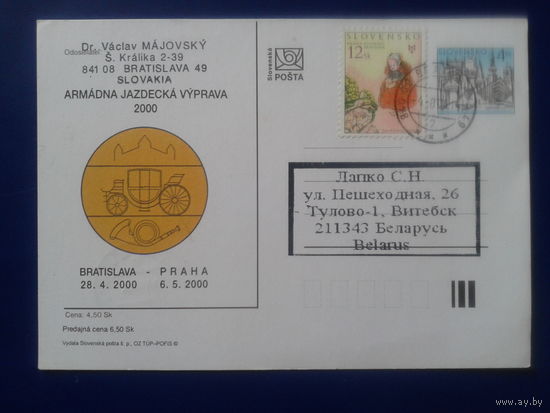 Odosielateľ:
Dr. Václav MÁJOVSKÝ
Š. Králika 2-39
841 08 BRATISLAVA 49
SLOVAKIA
ARMÁDNA JAZDECKÁ VÝPRAVA
2000
BRATISLAVA - PRAHA
28. 4. 2000 6. 5. 2000
Cena: 4,50 Sk
Predajná cena 6,50 Sk
Vydala Slovenská pošta š. p., OZ TÚP-POFIS ©
Slovenská
POŠTA
SLOVENSKO
12 Sk
SLOVENSKO
4
Лапко С.Н.
ул. Пешеходная, 26
Тулово-1, Витебск
211343 Беларусь
Belarus
www.ay.by